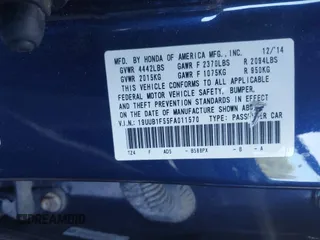 MFD. BY HONDA OF AMERICA MFG., INC. 12/14
GVWR 4442LBS GAWR F 2370LBS R 2094LBS
GVWR 2015KG GAWR F 1075KG R 950KG
THIS VEHICLE CONFORMS TO ALL APPLICABLE
FEDERAL MOTOR VEHICLE SAFETY, BUMPER,
AND THEFT PREVENTION STANDARDS IN EFFECT
ON THE DATE OF MANUFACTURE SHOWN ABOVE.
V.I.N.: 19UUB1F55FA011570 TYPE: PASSENGER CAR